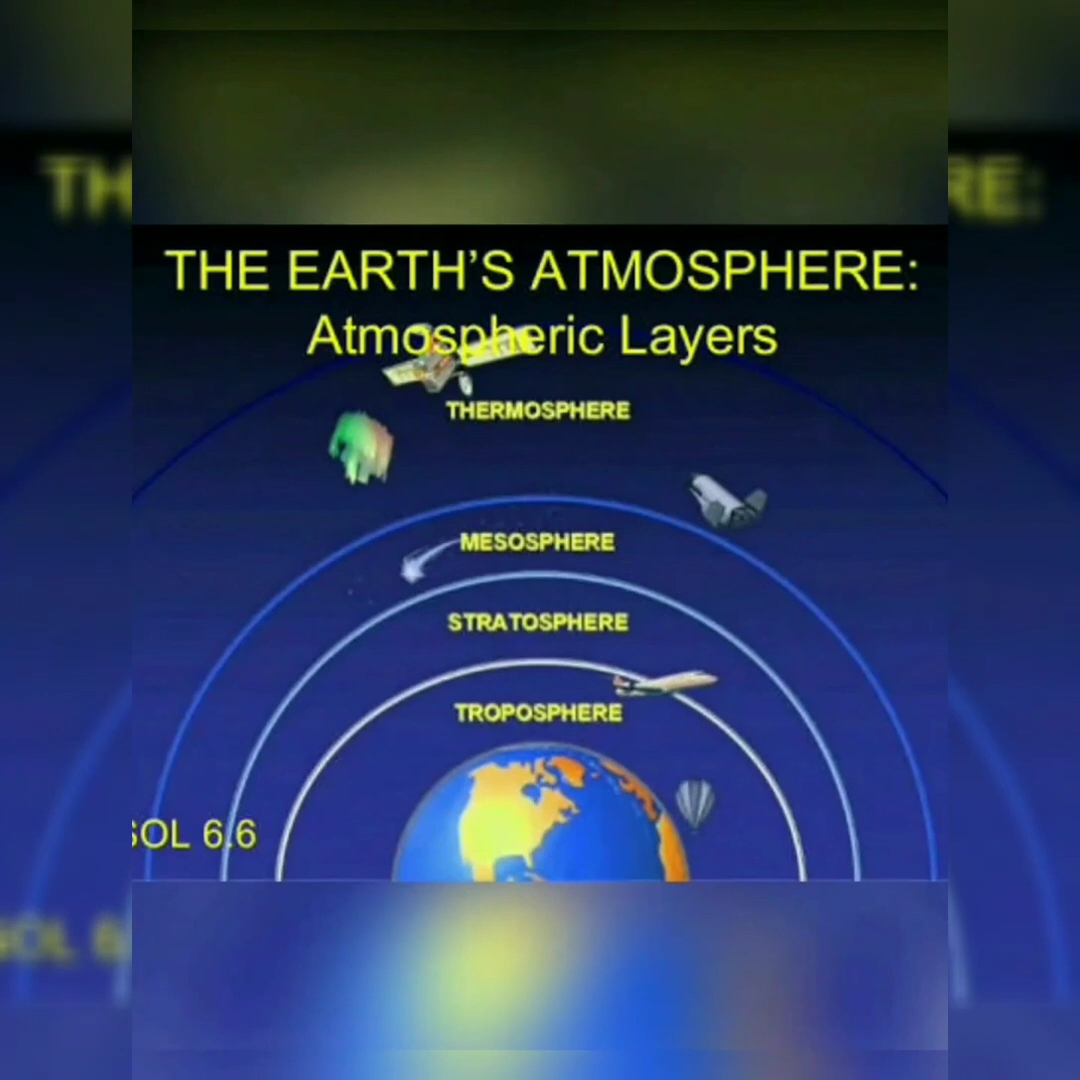 THE EARTH'S ATMOSPHERE:
Atmospheric Layers
THERMOSPHERE
MESOSPHERE
STRATOSPHERE
TROPOSPHERE
SOL 6.6